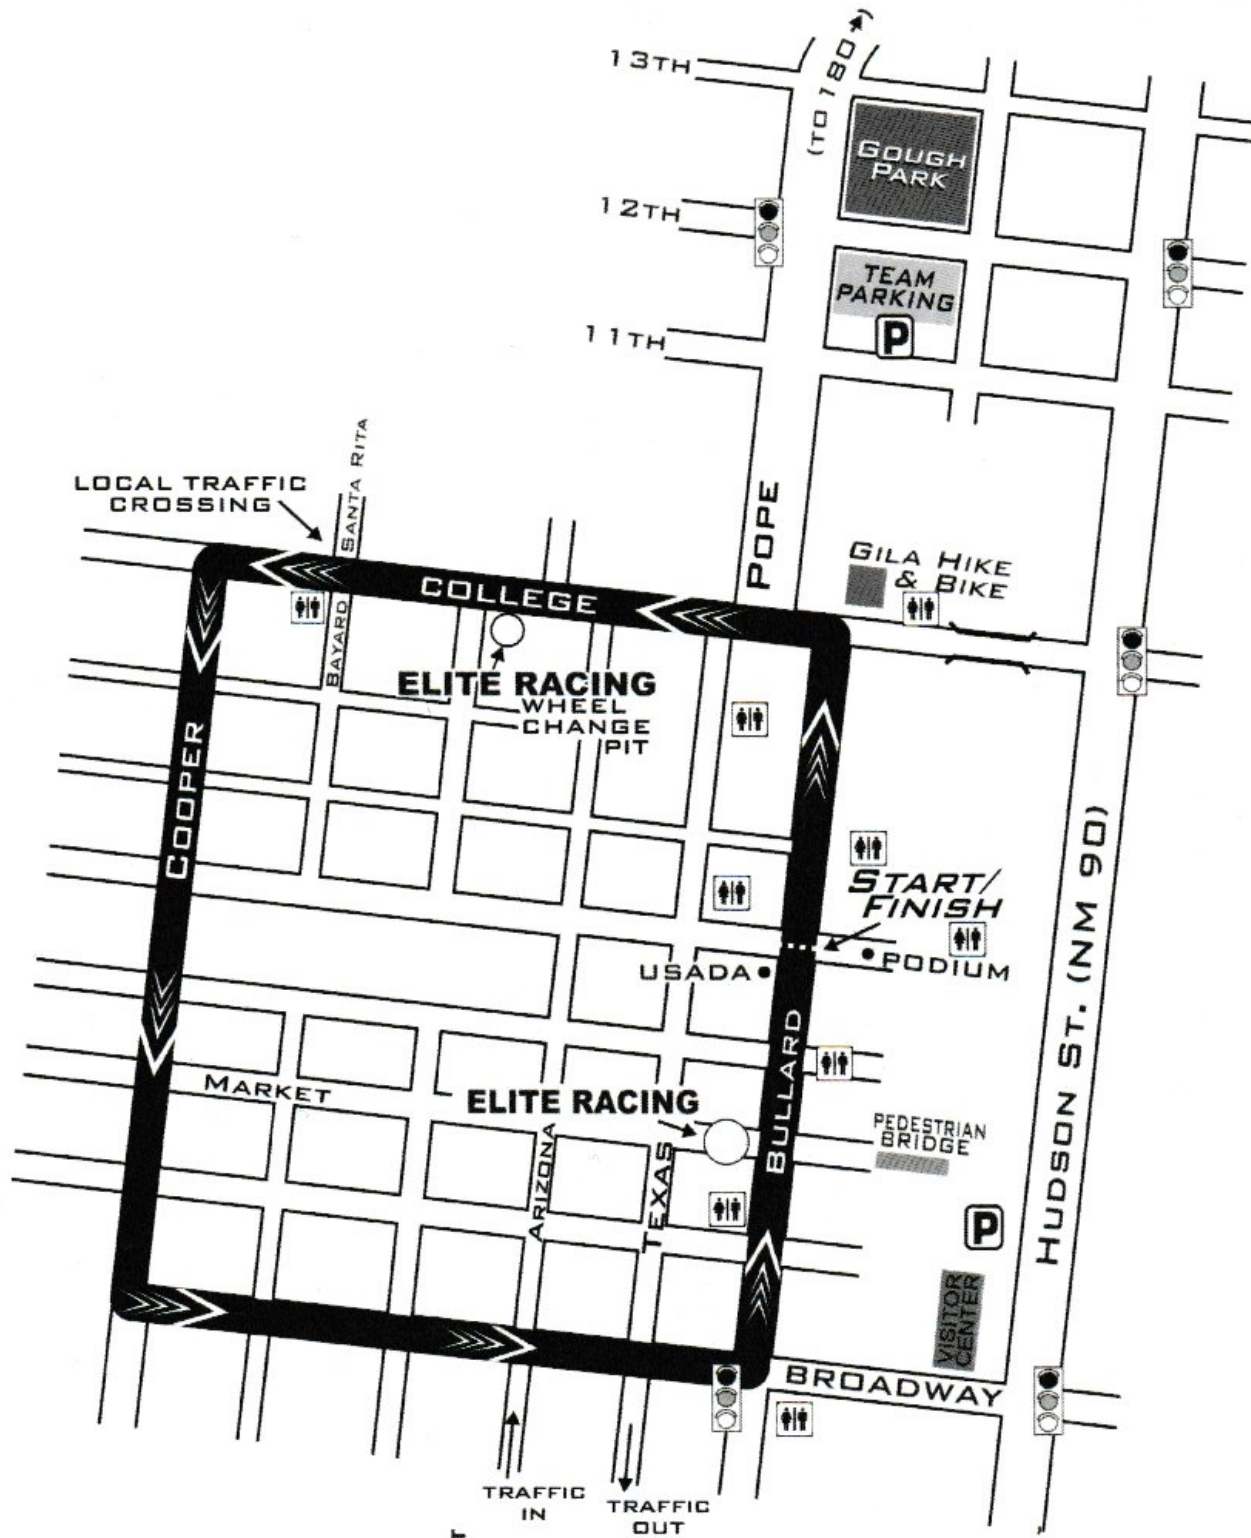 13TH
(TO 180 →)
GOUGH
PARK
12TH
TEAM
PARKING
P
11TH
POPE
SANTA RITA
LOCAL TRAFFIC
CROSSING
GILA HIKE
& BIKE
COLLEGE
BAYARD
ELITE RACING
WHEEL
CHANGE
PIT
COOPER
START/
FINISH
USADA
PODIUM
HUDSON ST. (NM 90)
BULLARD
MARKET
ELITE RACING
PEDESTRIAN
BRIDGE
ARIZONA
TEXAS
P
VISITOR
CENTER
BROADWAY
TRAFFIC
IN
TRAFFIC
OUT